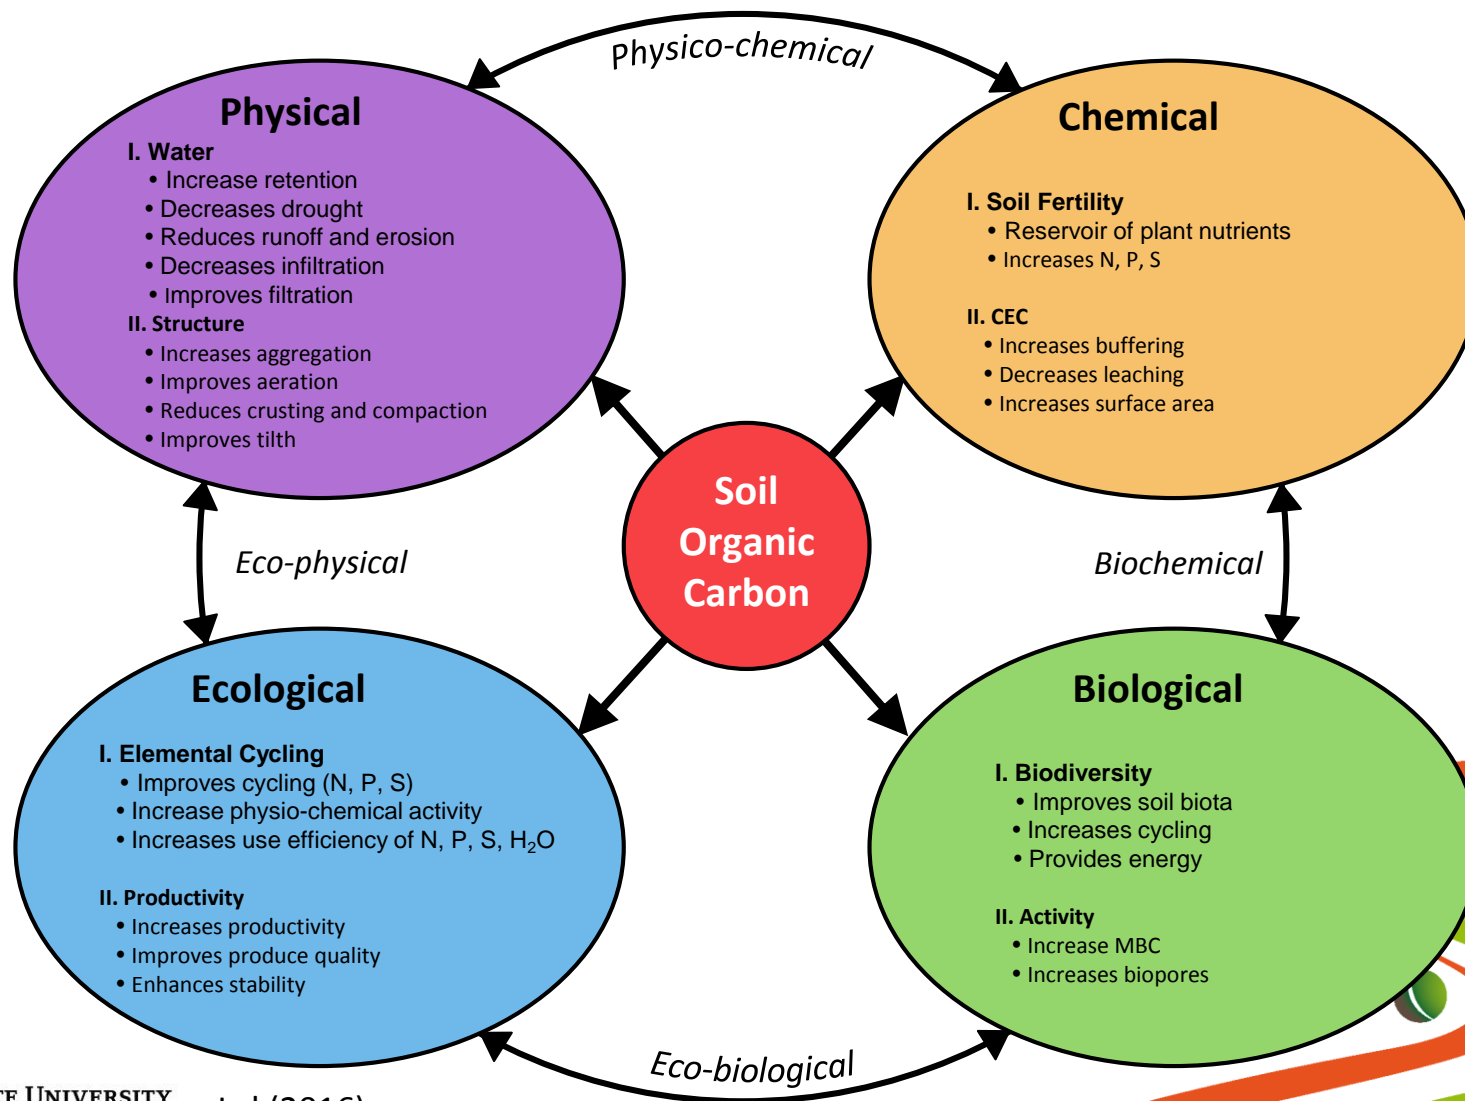 Physico-chemical
Physical
I. Water
• Increase retention
• Decreases drought
• Reduces runoff and erosion
• Decreases infiltration
• Improves filtration
II. Structure
• Increases aggregation
• Improves aeration
• Reduces crusting and compaction
• Improves tilth
Chemical
I. Soil Fertility
• Reservoir of plant nutrients
• Increases N, P, S
II. CEC
• Increases buffering
• Decreases leaching
• Increases surface area
Soil
Organic
Carbon
Eco-physical
Biochemical
Ecological
I. Elemental Cycling
• Improves cycling (N, P, S)
• Increase physio-chemical activity
• Increases use efficiency of N, P, S, H₂O
II. Productivity
• Increases productivity
• Improves produce quality
• Enhances stability
Biological
I. Biodiversity
• Improves soil biota
• Increases cycling
• Provides energy
II. Activity
• Increase MBC
• Increases biopores
Eco-biological
UNIVERSITY
(2016)